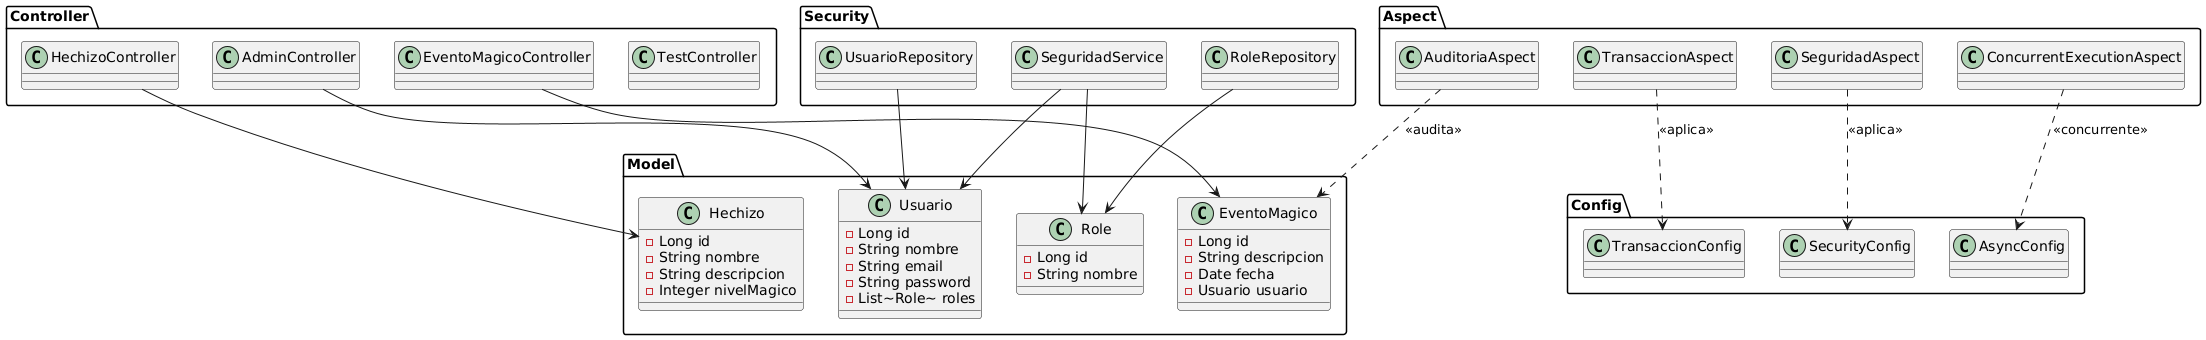 Controller
C HechizoController
C AdminController
C EventoMagicoController
C TestController
Security
C UsuarioRepository
C SeguridadService
C RoleRepository
Aspect
C AuditoriaAspect
C TransaccionAspect
C SeguridadAspect
C ConcurrentExecutionAspect
«audita»
«aplica»
«aplica»
«concurrente»
Model
C Hechizo
Long id
String nombre
String descripcion
Integer nivelMagico
C Usuario
Long id
String nombre
String email
String password
List~Role~ roles
C Role
Long id
String nombre
C EventoMagico
Long id
String descripcion
Date fecha
Usuario usuario
Config
C TransaccionConfig
C SecurityConfig
C AsyncConfig